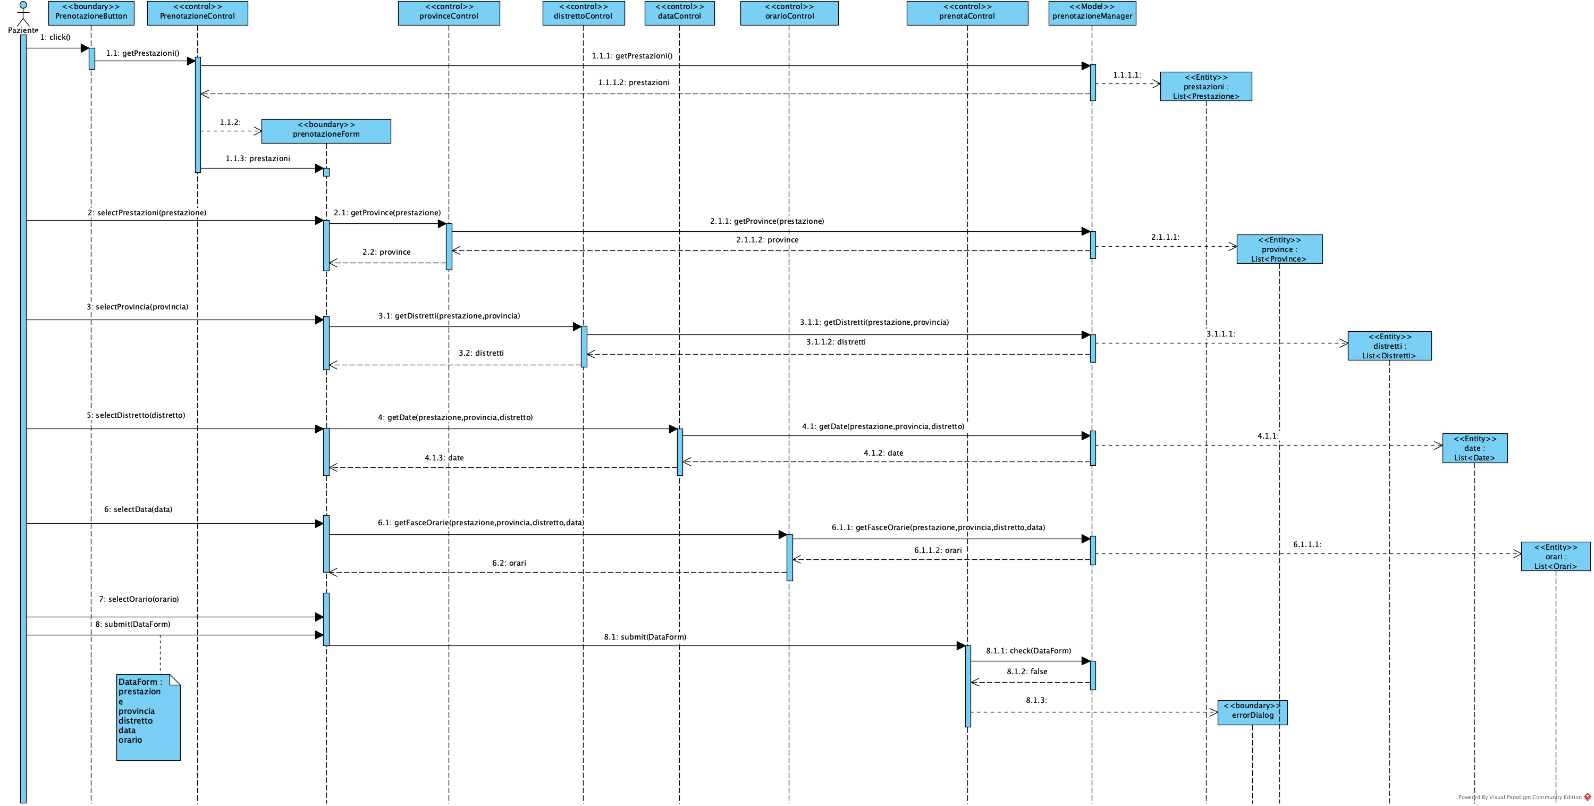 <<boundary>>
PrenotazioneButton
<<control>>
PrenotazioneControl
<<control>>
provinceControl
<<control>>
distrettoControl
<<control>>
dataControl
<<control>>
orarioControl
<<control>>
prenotaControl
<<Model>>
prenotazioneManager
Paziente
1: click()
1.1: getPrestazioni()
1.1.1: getPrestazioni()
1.1.1.1:
<<Entity>>
prestazioni :
List<Prestazione>
1.1.1.2: prestazioni
1.1.2:
<<boundary>>
prenotazioneForm
1.1.3: prestazioni
2: selectPrestazioni(prestazione)
2.1: getProvince(prestazione)
2.1.1: getProvince(prestazione)
2.1.1.2: province
2.1.1.1:
<<Entity>>
province :
List<Province>
2.2: province
3: selectProvincia(provincia)
3.1: getDistretti(prestazione,provincia)
3.1.1: getDistretti(prestazione,provincia)
3.1.1.1:
<<Entity>>
distretti :
List<Distretti>
3.1.1.2: distretti
3.2: distretti
5: selectDistretto(distretto)
4: getDate(prestazione,provincia,distretto)
4.1: getDate(prestazione,provincia,distretto)
4.1.1:
<<Entity>>
date :
List<Date>
4.1.2: date
4.1.3: date
6: selectData(data)
6.1: getFasceOrarie(prestazione,provincia,distretto,data)
6.1.1: getFasceOrarie(prestazione,provincia,distretto,data)
6.1.1.1:
<<Entity>>
orari :
List<Orari>
6.1.1.2: orari
6.2: orari
7: selectOrario(orario)
8: submit(DataForm)
8.1: submit(DataForm)
8.1.1: check(DataForm)
8.1.2: false
8.1.3:
<<boundary>>
errorDialog
DataForm :
prestazion
e
provincia
distretto
data
orario
Powered By Visual Paradigm Community Edition